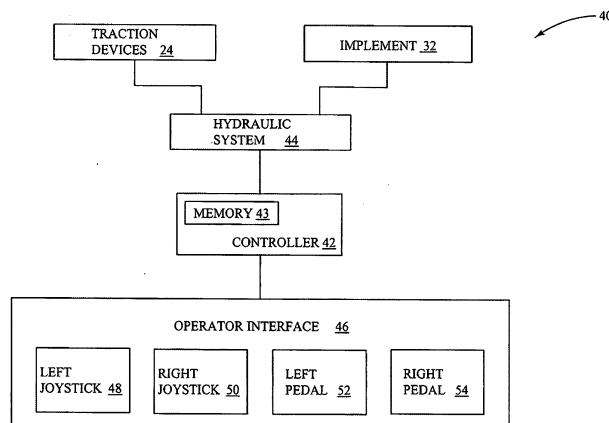 40
TRACTION
DEVICES 24
IMPLEMENT 32
HYDRAULIC
SYSTEM 44
MEMORY 43
CONTROLLER 42
OPERATOR INTERFACE 46
LEFT
JOYSTICK 48
RIGHT
JOYSTICK 50
LEFT
PEDAL 52
RIGHT
PEDAL 54